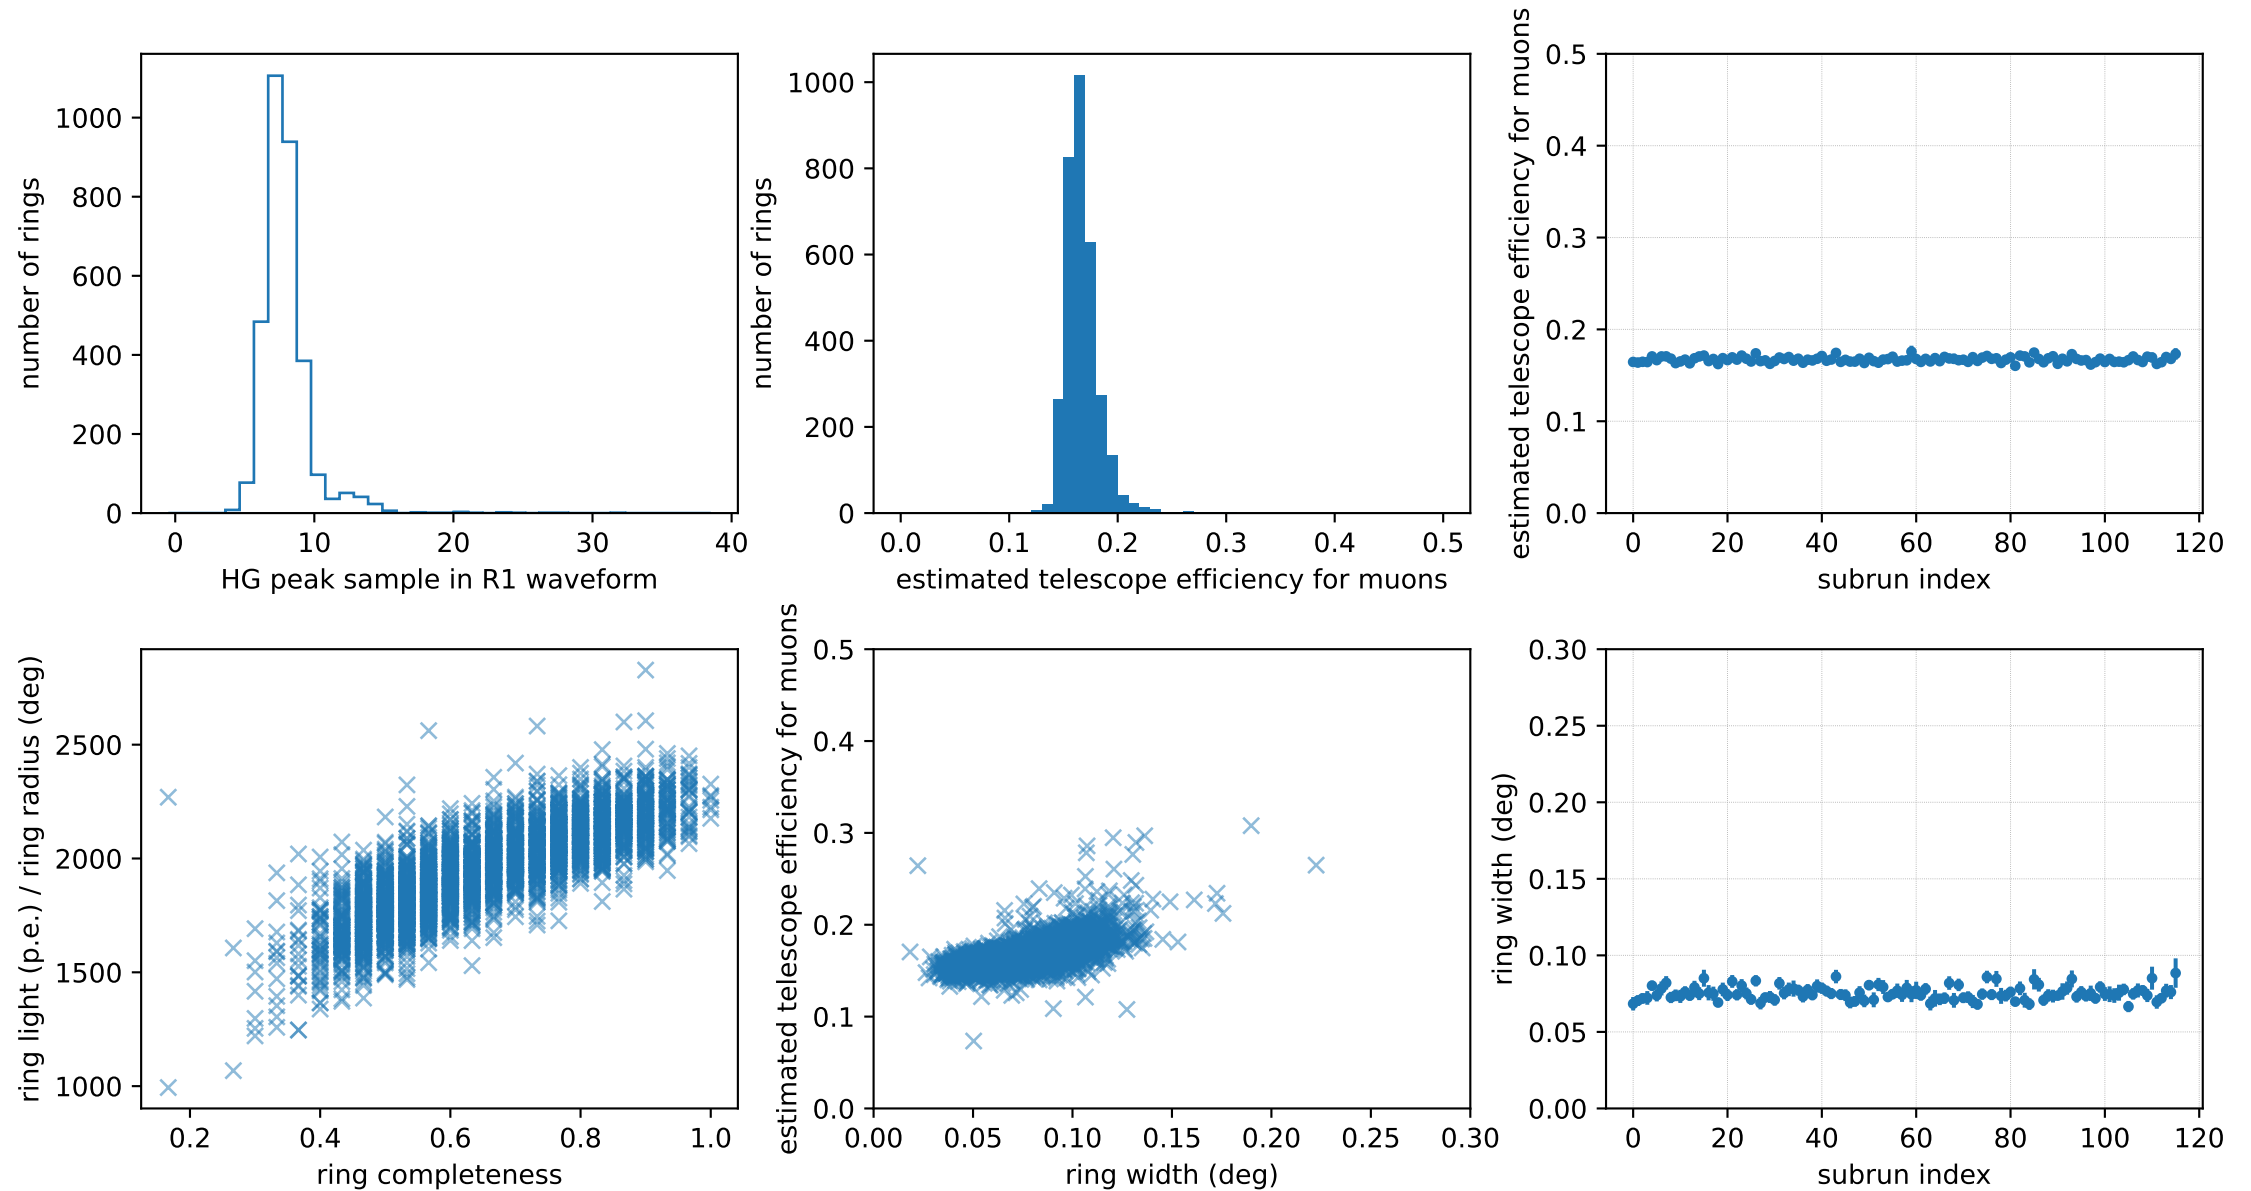 number of rings
1000
800
600
400
200
0
0 10 20 30 40
HG peak sample in R1 waveform
number of rings
1000
800
600
400
200
0
0.0 0.1 0.2 0.3 0.4 0.5
estimated telescope efficiency for muons
estimated telescope efficiency for muons
0.5
0.4
0.3
0.2
0.1
0.0
0 20 40 60 80 100 120
subrun index
ring light (p.e.) / ring radius (deg)
2500
2000
1500
1000
0.2 0.4 0.6 0.8 1.0
ring completeness
estimated telescope efficiency for muons
0.5
0.4
0.3
0.2
0.1
0.0
0.00 0.05 0.10 0.15 0.20 0.25 0.30
ring width (deg)
ring width (deg)
0.30
0.25
0.20
0.15
0.10
0.05
0.00
0 20 40 60 80 100 120
subrun index